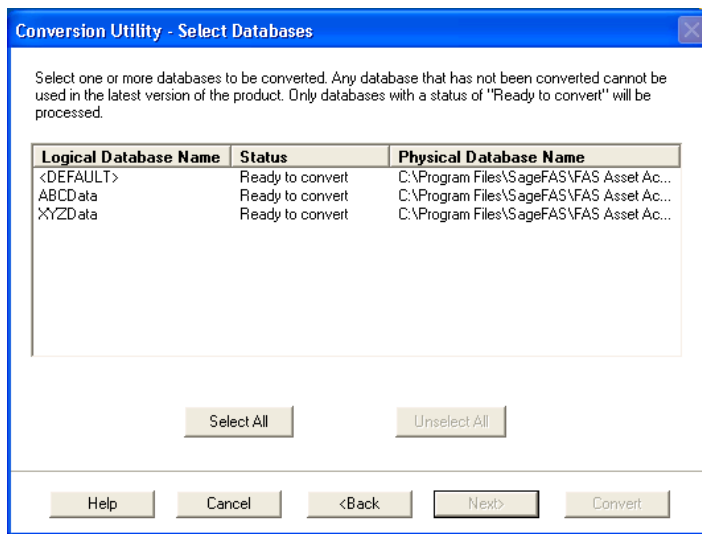 Conversion Utility - Select Databases
Select one or more databases to be converted. Any database that has not been converted cannot be
used in the latest version of the product. Only databases with a status of "Ready to convert" will be
processed.
Logical Database Name Status Physical Database Name
<DEFAULT> Ready to convert C:\Program Files\SageFAS\FAS Asset Ac...
ABCData Ready to convert C:\Program Files\SageFAS\FAS Asset Ac...
XYZData Ready to convert C:\Program Files\SageFAS\FAS Asset Ac...
Select All Unselect All
Help Cancel <Back Next> Convert